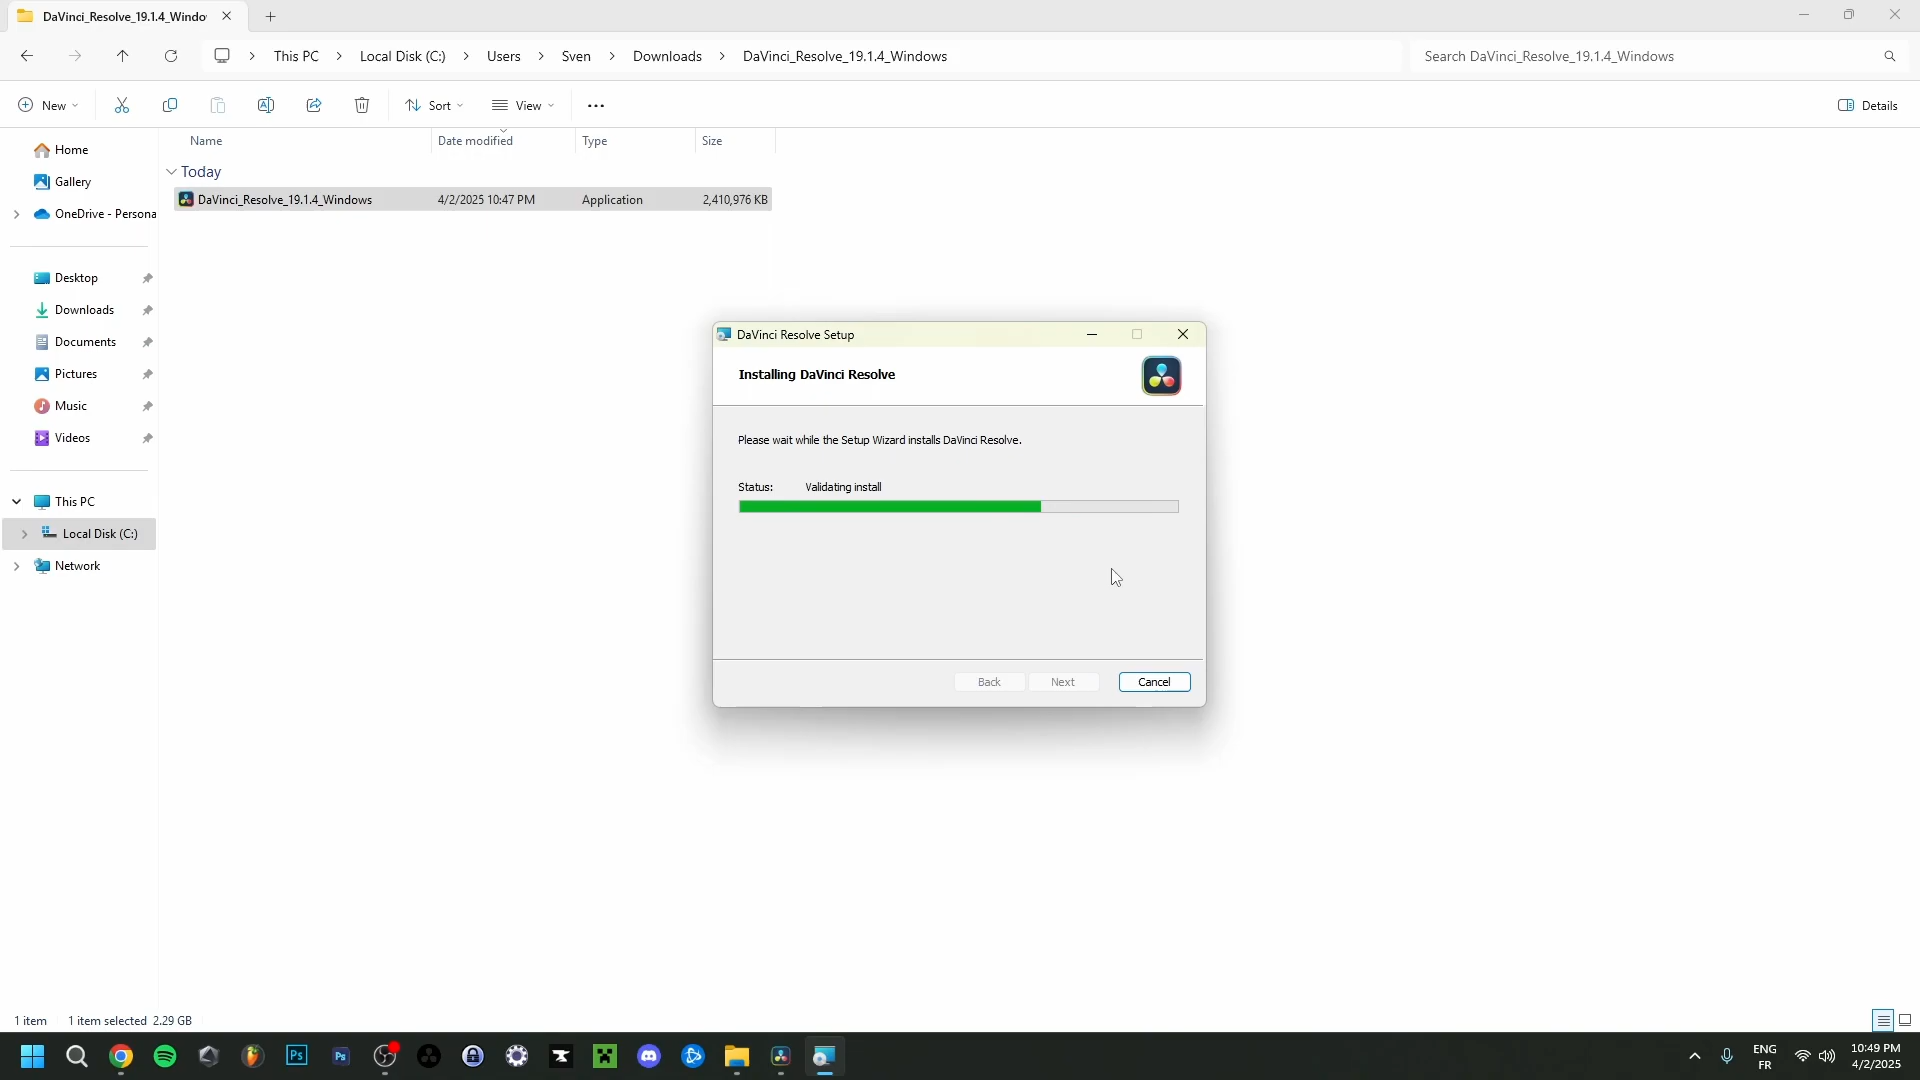 DaVinci_Resolve_19.1.4_Windo
This PC
Local Disk (C:)
Users
Sven
Downloads
DaVinci_Resolve_19.1.4_Windows
Search DaVinci_Resolve_19.1.4_Windows
New
Sort
View
Details
Name
Date modified
Type
Size
Today
DaVinci_Resolve_19.1.4_Windows
4/2/2025 10:47 PM
Application
2,410,976 KB
Home
Gallery
OneDrive - Persona
Desktop
Downloads
Documents
Pictures
Music
Videos
This PC
Local Disk (C:)
Network
DaVinci Resolve Setup
Installing DaVinci Resolve
Please wait while the Setup Wizard installs DaVinci Resolve.
Status: Validating install
Back
Next
Cancel
1 item
1 item selected 2.29 GB
Ps
Ps
ENG
FR
10:49 PM
4/2/2025